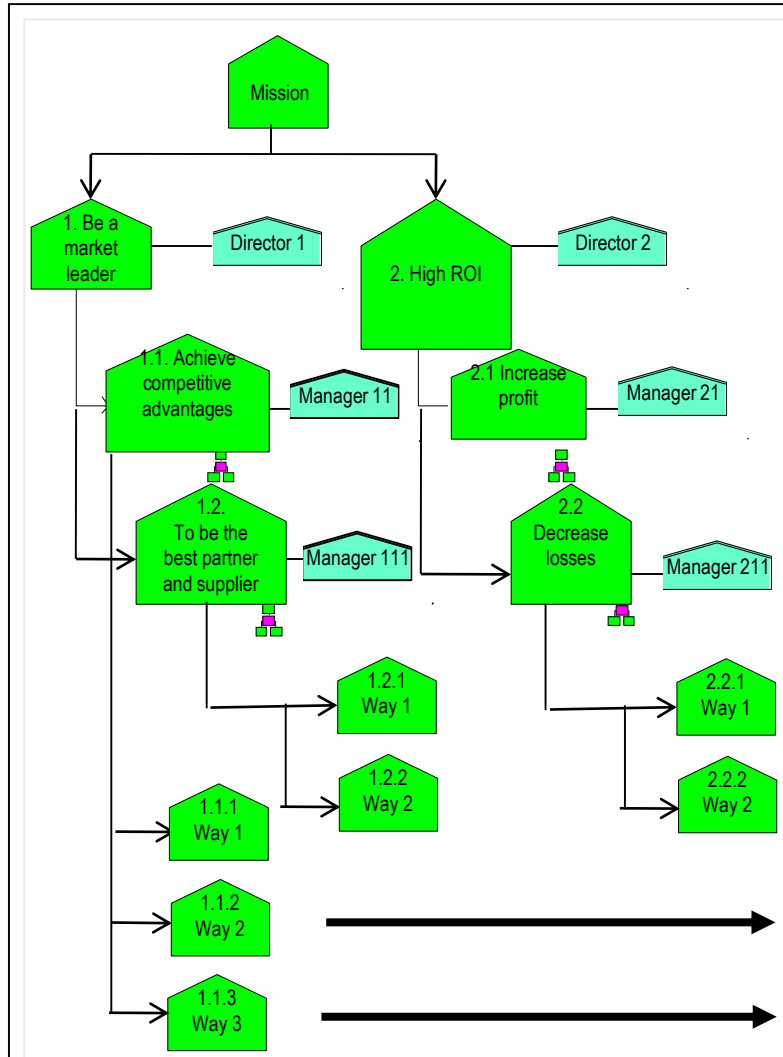 Mission
1. Be a
market
leader
Director 1
2. High ROI
Director 2
1.1. Achieve
competitive
advantages
Manager 11
2.1 Increase
profit
Manager 21
1.2.
To be the
best partner
and supplier
Manager 111
2.2
Decrease
losses
Manager 211
1.2.1
Way 1
2.2.1
Way 1
1.2.2
Way 2
2.2.2
Way 2
1.1.1
Way 1
1.1.2
Way 2
1.1.3
Way 3